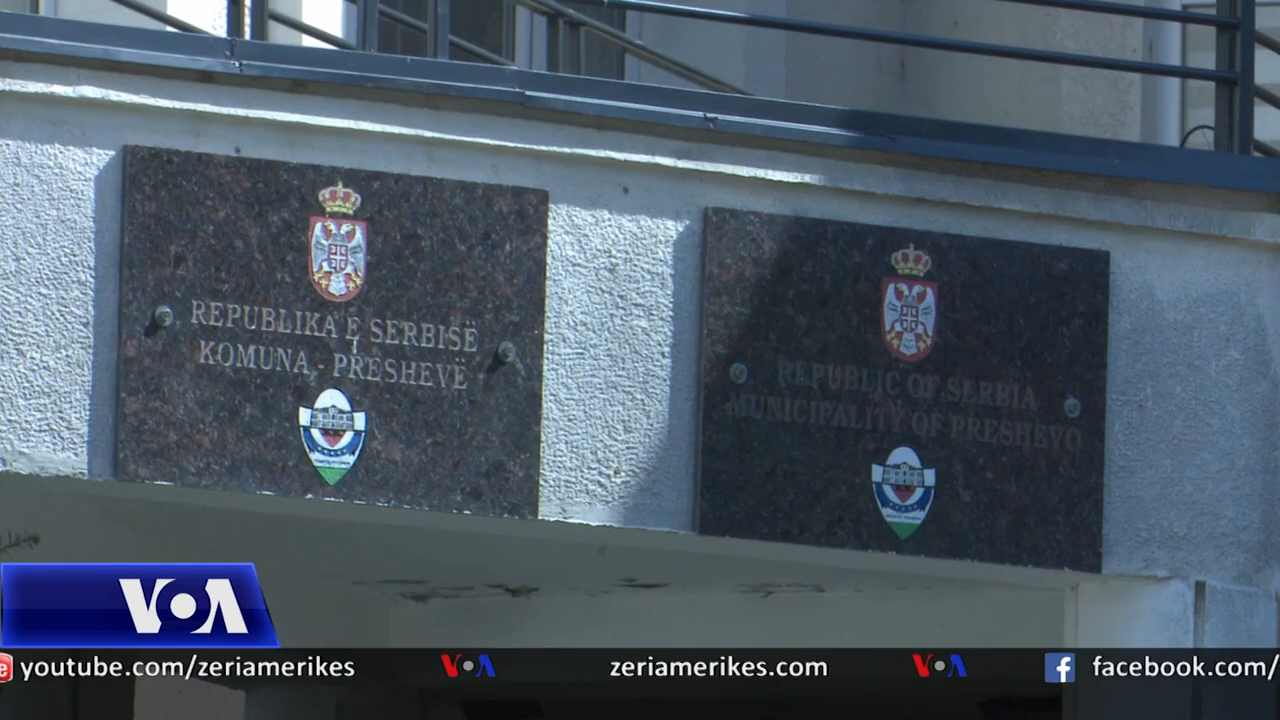 REPUBLIKA E SERBISË
KOMUNA - PRESHEVË
REPUBLIC OF SERBIA
MUNICIPALITY OF PRESHEVO
VOA
youtube.com/zeriamerikes
VOA
zeriamerikes.com
VOA
facebook.com/